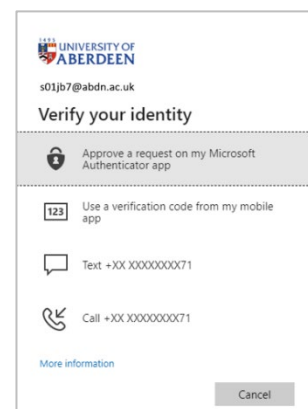 1495
UNIVERSITY OF
ABERDEEN
s01jb7@abdn.ac.uk
Verify your identity
Approve a request on my Microsoft
Authenticator app
123
Use a verification code from my mobile
app
Text +XX XXXXXXXX71
Call +XX XXXXXXXX71
More information
Cancel